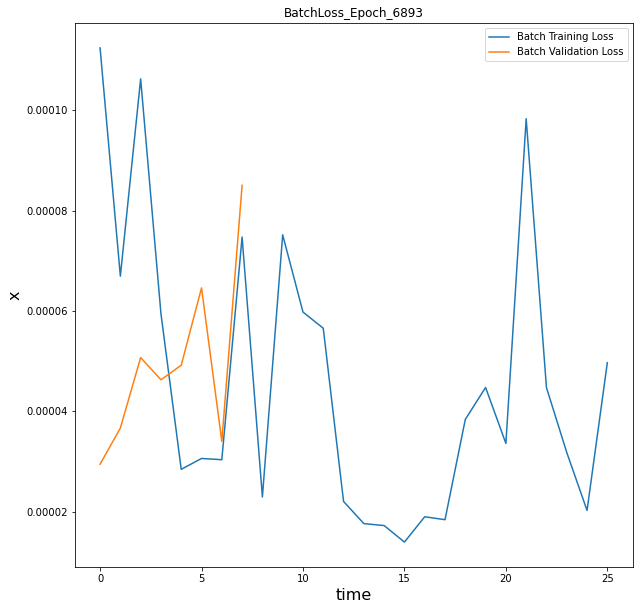 BatchLoss_Epoch_6893
Batch Training Loss
Batch Validation Loss
0.00010
0.00008
0.00006
0.00004
0.00002
x
0
5
10
15
20
25
time